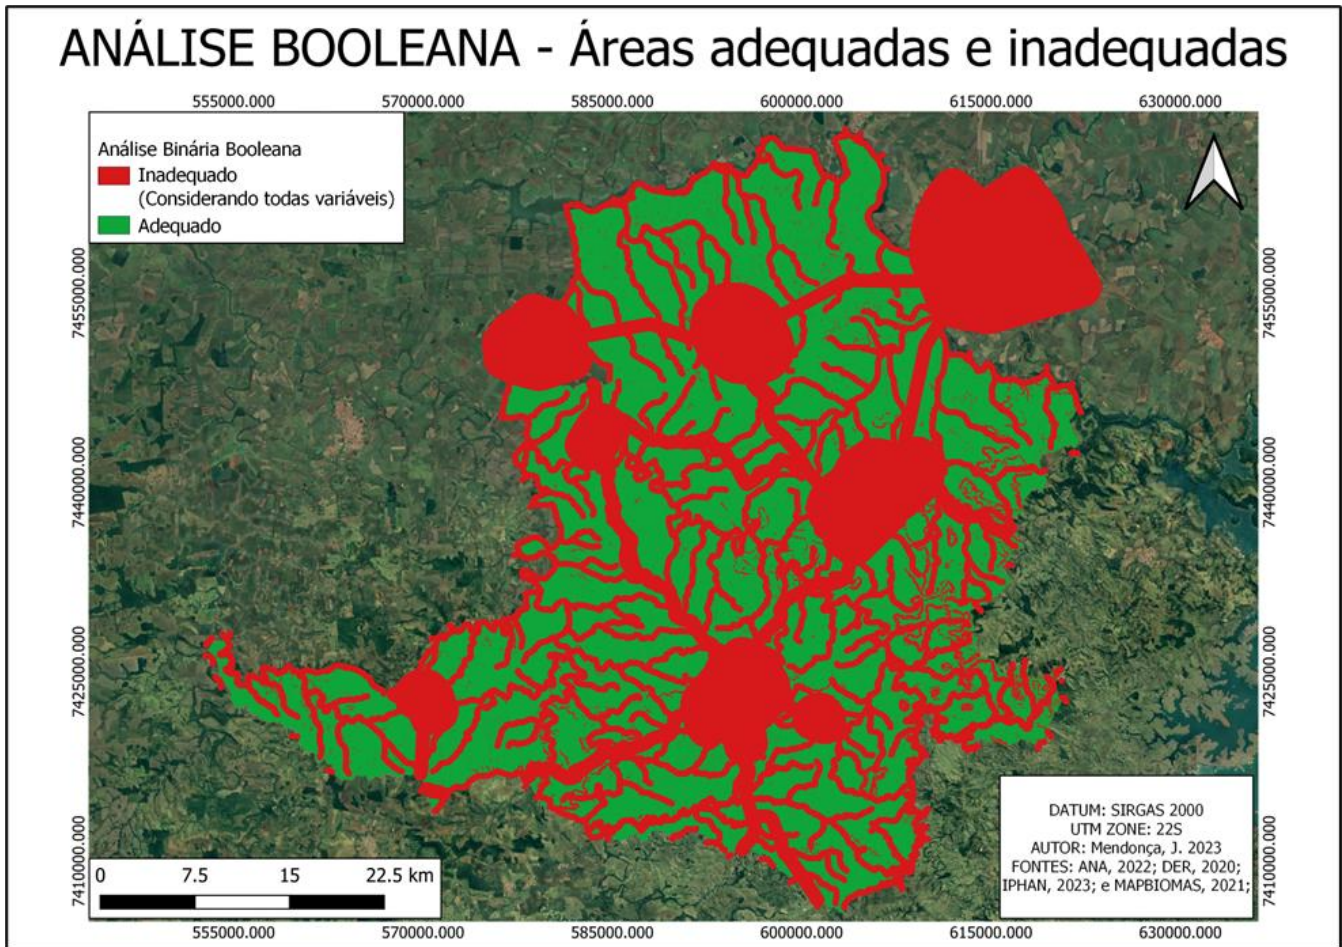 ANÁLISE BOOLEANA - Áreas adequadas e inadequadas
555000.000 570000.000 585000.000 600000.000 615000.000 630000.000
Análise Binária Booleana
Inadequado
(Considerando todas variáveis)
Adequado
7455000.000
7440000.000
7425000.000
7410000.000
7455000.000
7440000.000
7425000.000
7410000.000
DATUM: SIRGAS 2000
UTM ZONE: 22S
AUTOR: Mendonça, J. 2023
FONTES: ANA, 2022; DER, 2020;
IPHAN, 2023; e MAPBIOMAS, 2021;
0 7.5 15 22.5 km
555000.000 570000.000 585000.000 600000.000 615000.000 630000.000